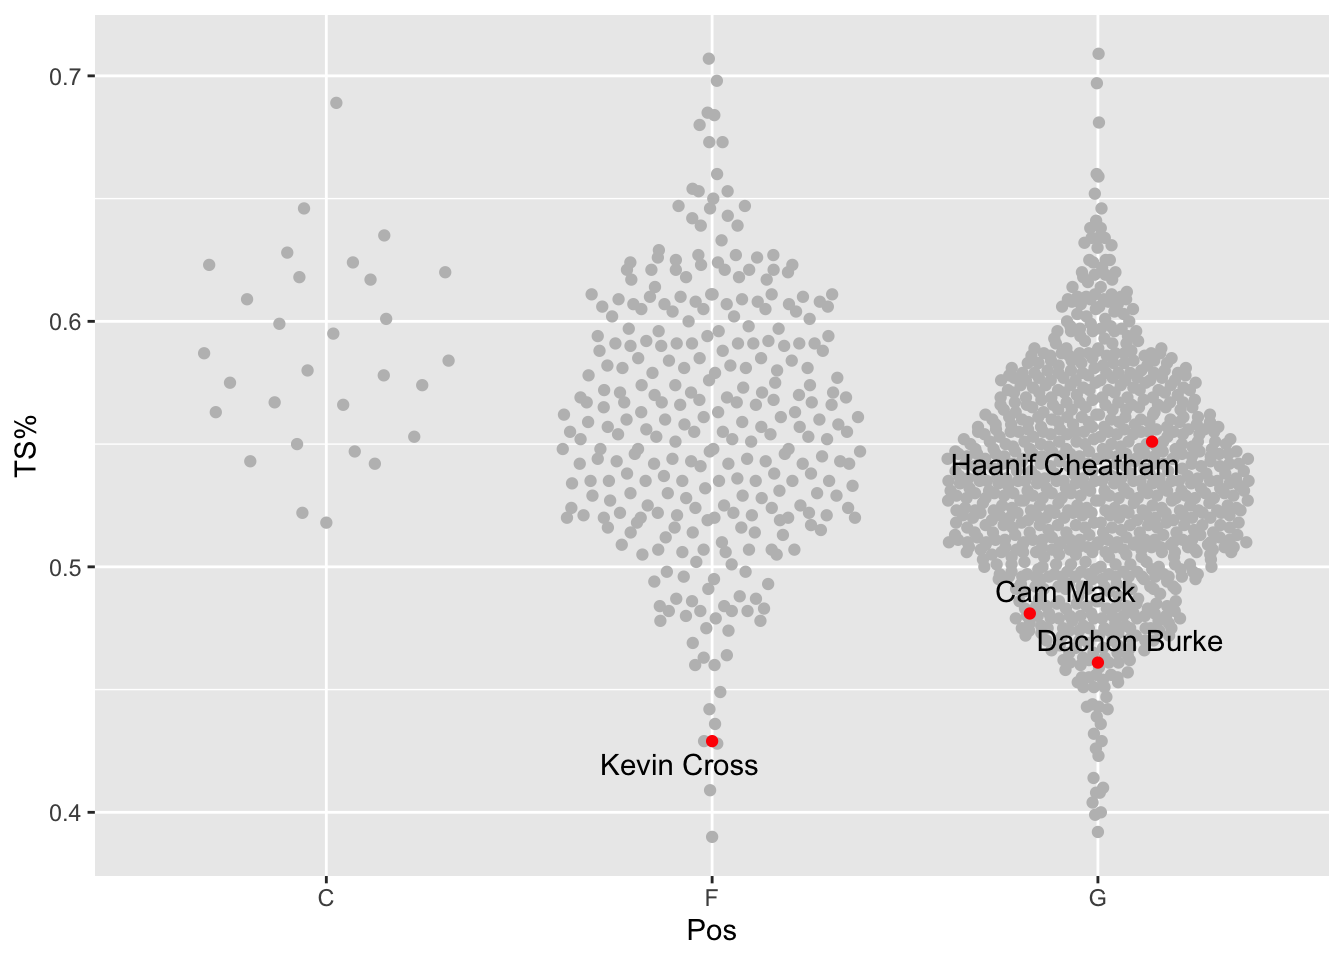 0.7
0.6
0.5
0.4
TS%
Haanif Cheatham
Cam Mack
Dachon Burke
Kevin Cross
C
F
G
Pos